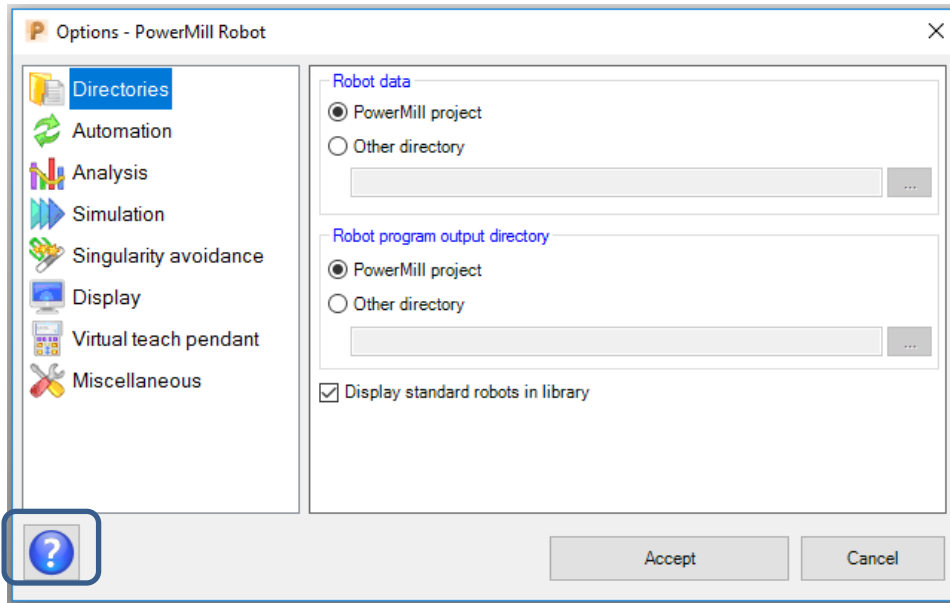 Options - PowerMill Robot
Directories
Automation
Analysis
Simulation
Singularity avoidance
Display
Virtual teach pendant
Miscellaneous
Robot data
PowerMill project
Other directory
...
Robot program output directory
PowerMill project
Other directory
...
Display standard robots in library
?
Accept
Cancel